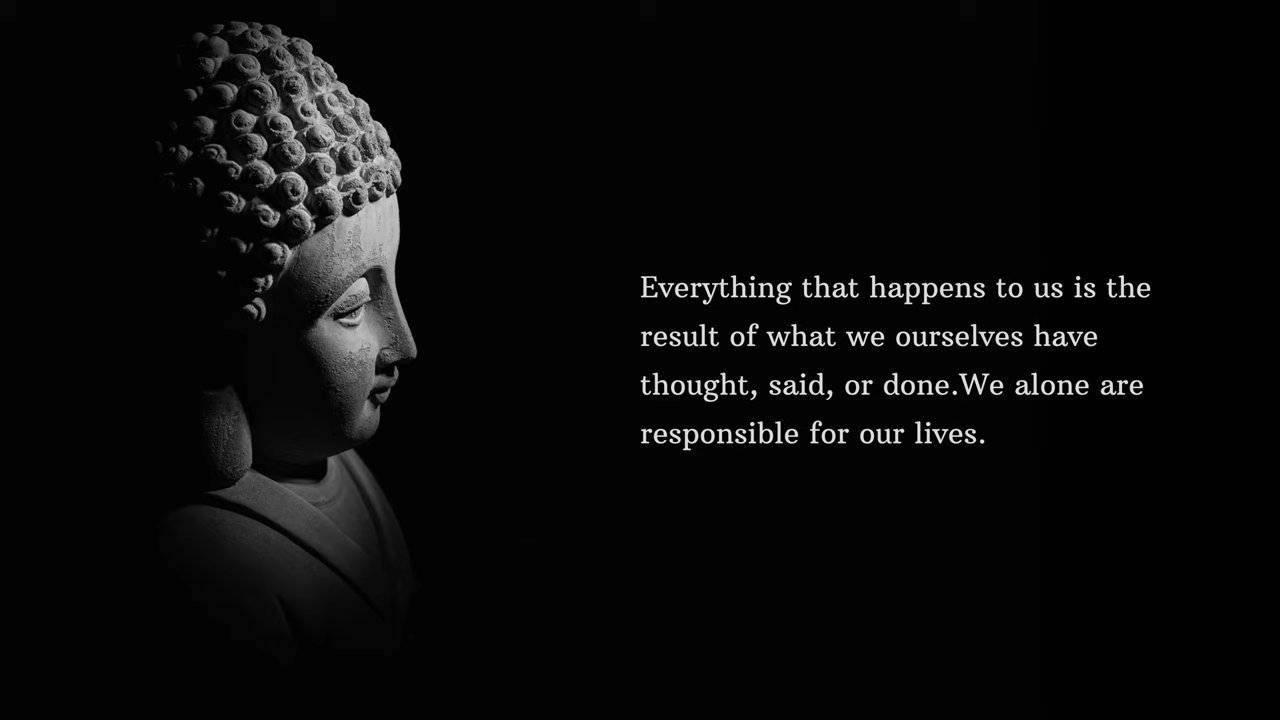 Everything that happens to us is the
result of what we ourselves have
thought, said, or done.We alone are
responsible for our lives.